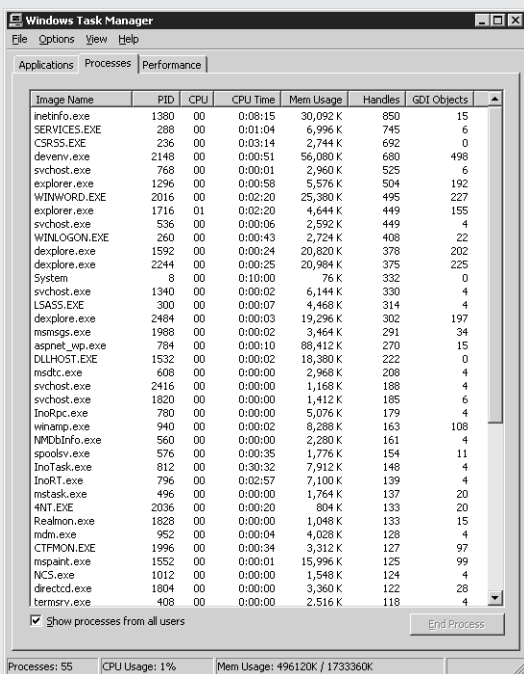 Windows Task Manager
File Options View Help
Applications Processes Performance
Image Name PID CPU CPU Time Mem Usage Handles GDI Objects
inetinfo.exe 1380 00 0:08:15 30,092 K 850 15
SERVICES.EXE 288 00 0:01:04 6,996 K 745 6
CSRSS.EXE 236 00 0:03:14 2,744 K 692 0
devenv.exe 2148 00 0:00:51 56,080 K 680 498
svchost.exe 768 00 0:00:01 2,960 K 525 6
explorer.exe 1296 00 0:00:58 5,576 K 504 192
WINWORD.EXE 2016 00 0:02:20 25,380 K 495 227
explorer.exe 1716 01 0:02:20 4,644 K 449 155
svchost.exe 536 00 0:00:06 2,592 K 449 4
WINLOGON.EXE 260 00 0:00:43 2,724 K 408 22
dexplore.exe 1592 00 0:00:24 20,820 K 378 202
dexplore.exe 2244 00 0:00:25 20,984 K 375 225
System 8 00 0:10:00 76 K 332 0
svchost.exe 1340 00 0:00:02 6,144 K 330 4
LSASS.EXE 300 00 0:00:07 4,468 K 314 4
dexplore.exe 2484 00 0:00:03 19,296 K 302 197
msmsgs.exe 1988 00 0:00:02 3,464 K 291 34
aspnet_wp.exe 784 00 0:00:10 88,412 K 270 15
DLLHOST.EXE 1532 00 0:00:02 18,380 K 222 0
msdtc.exe 608 00 0:00:00 2,968 K 208 4
svchost.exe 2416 00 0:00:00 1,168 K 188 4
svchost.exe 1820 00 0:00:00 1,412 K 185 6
InoRpc.exe 780 00 0:00:00 5,076 K 179 4
winamp.exe 940 00 0:00:02 8,288 K 163 108
NMDbInfo.exe 560 00 0:00:00 2,280 K 161 4
spoolsv.exe 576 00 0:00:35 1,776 K 154 11
InoTask.exe 812 00 0:30:32 7,912 K 148 4
InoRT.exe 796 00 0:02:57 7,100 K 139 4
mstask.exe 496 00 0:00:00 1,764 K 137 20
4NT.EXE 2036 00 0:00:20 804 K 133 20
Realmon.exe 1828 00 0:00:00 1,048 K 133 15
mdm.exe 952 00 0:00:04 4,028 K 128 4
CTFMON.EXE 1996 00 0:00:34 3,312 K 127 97
mspaint.exe 1552 00 0:00:01 15,996 K 125 99
NCS.exe 1012 00 0:00:00 1,548 K 124 4
directcd.exe 1804 00 0:00:00 3,360 K 122 28
termsrv.exe 408 00 0:00:00 2,516 K 118 4
Show processes from all users
End Process
Processes: 55 CPU Usage: 1% Mem Usage: 496120K / 1733360K